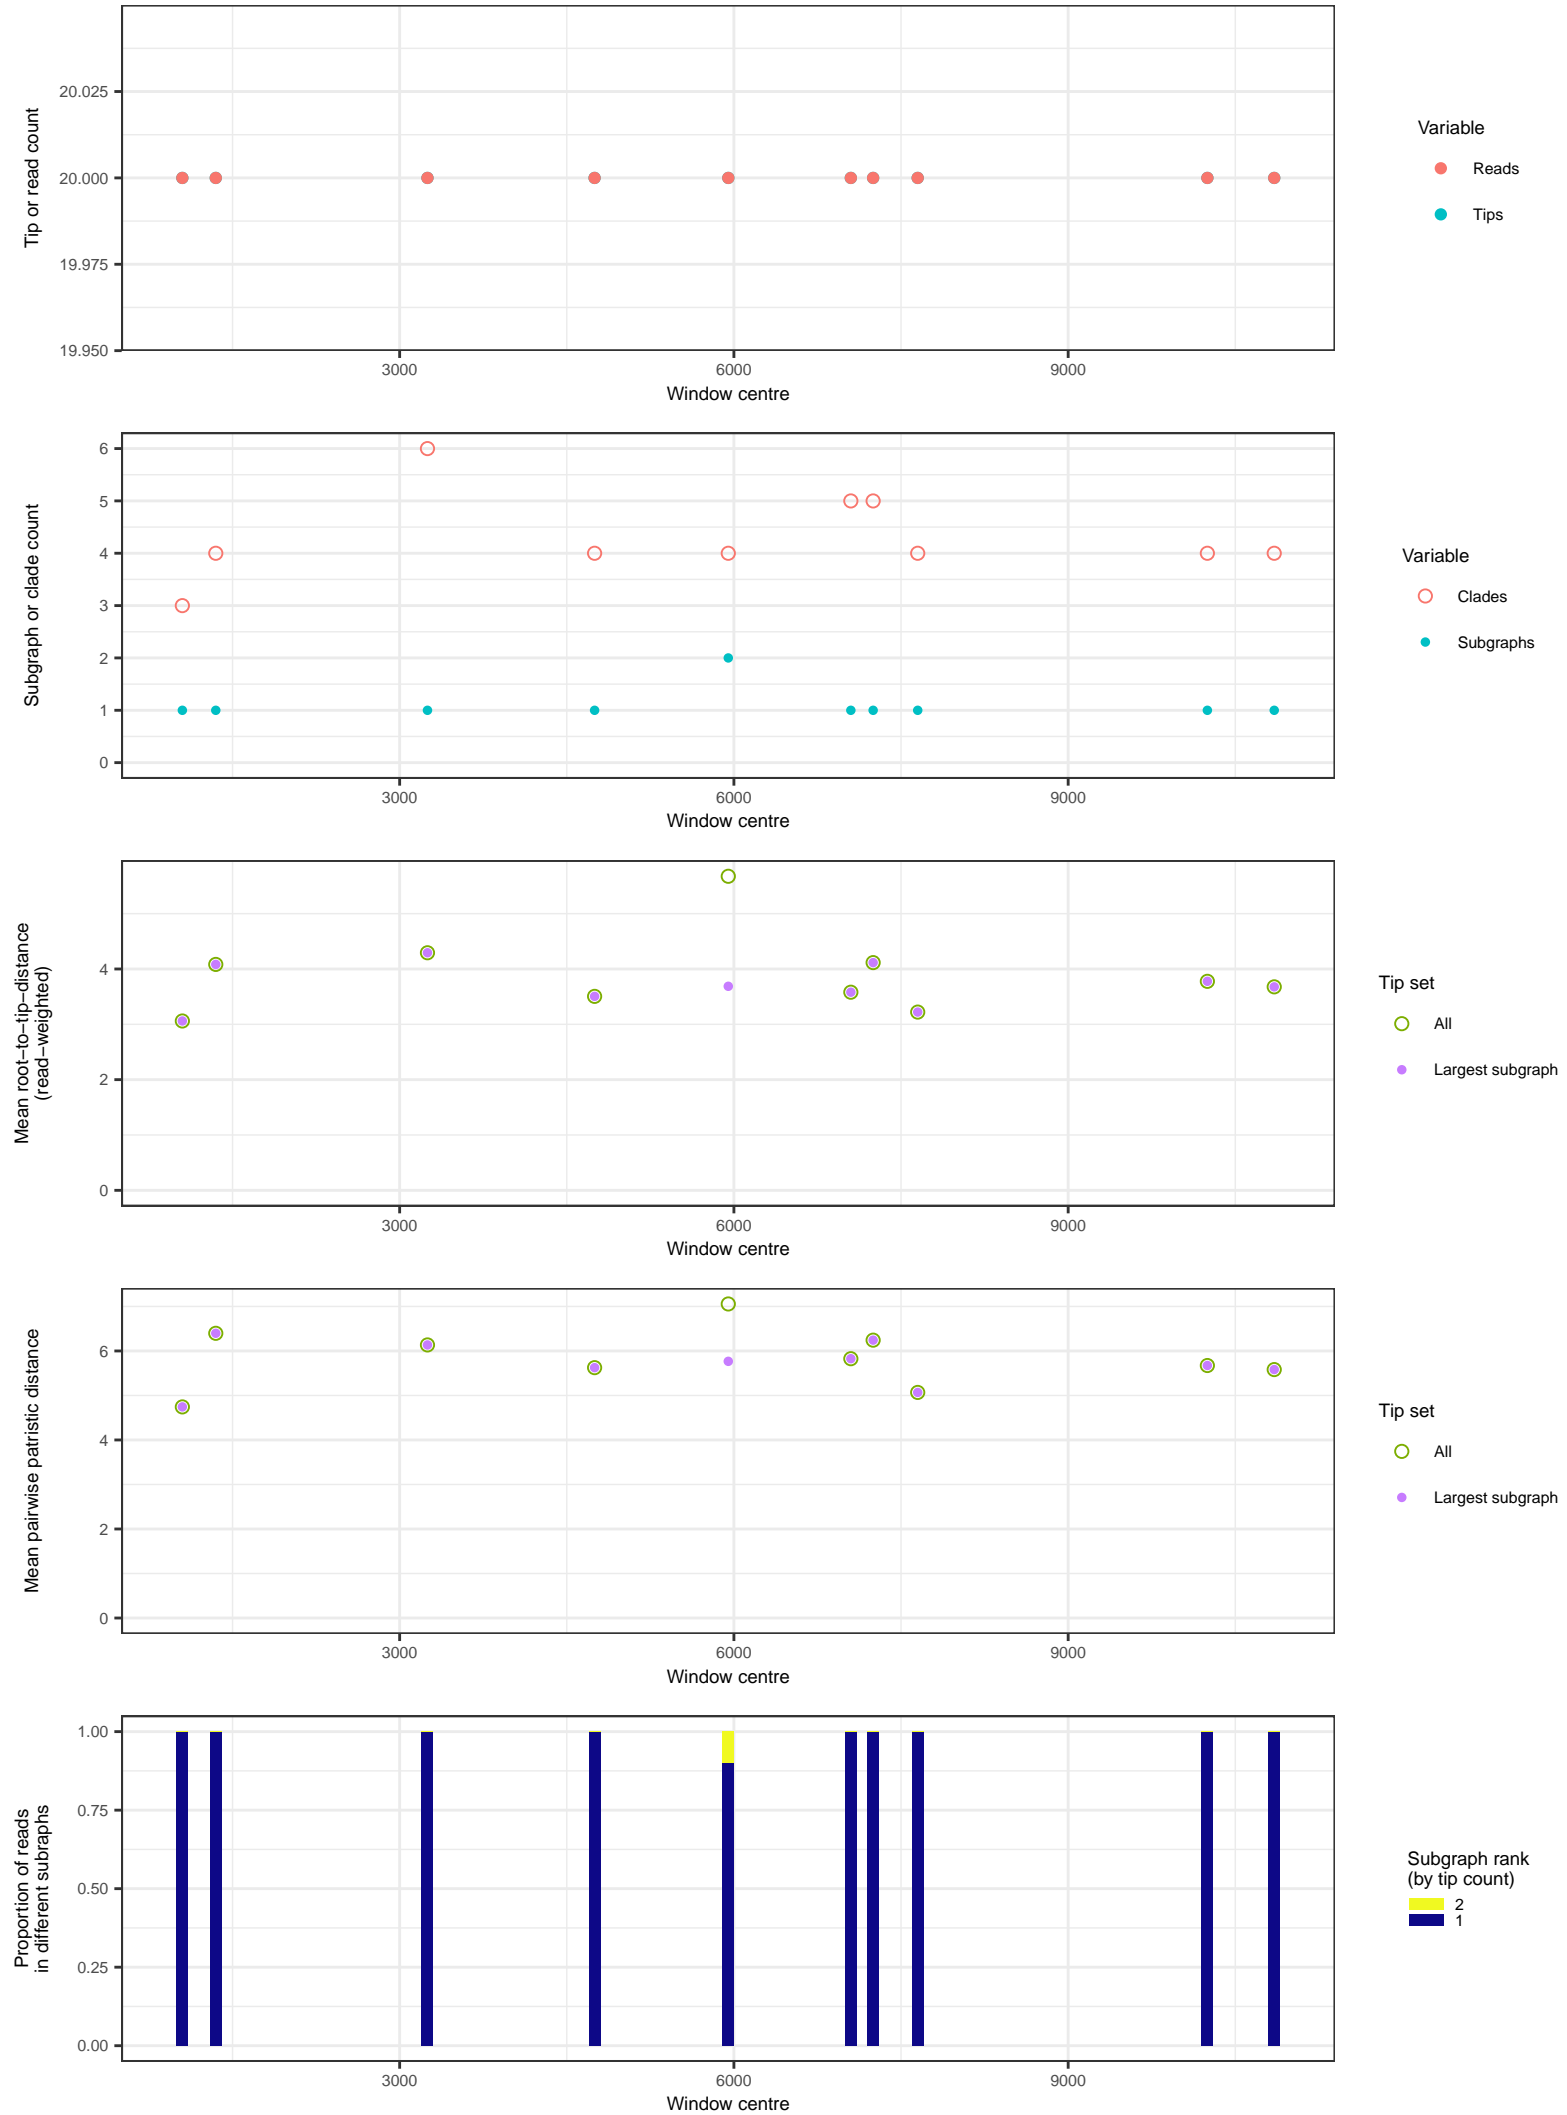 Tip or read count
20.025
20.000
19.975
19.950
3000
6000
9000
Window centre
Variable
Reads
Tips
Subgraph or clade count
6
5
4
3
2
1
0
3000
6000
9000
Window centre
Variable
Clades
Subgraphs
Mean root−to−tip−distance
(read−weighted)
4
2
0
3000
6000
9000
Window centre
Tip set
All
Largest subgraph
Mean pairwise patristic distance
6
4
2
0
3000
6000
9000
Window centre
Tip set
All
Largest subgraph
Proportion of reads
in different subraphs
1.00
0.75
0.50
0.25
0.00
3000
6000
9000
Window centre
Subgraph rank
(by tip count)
2
1